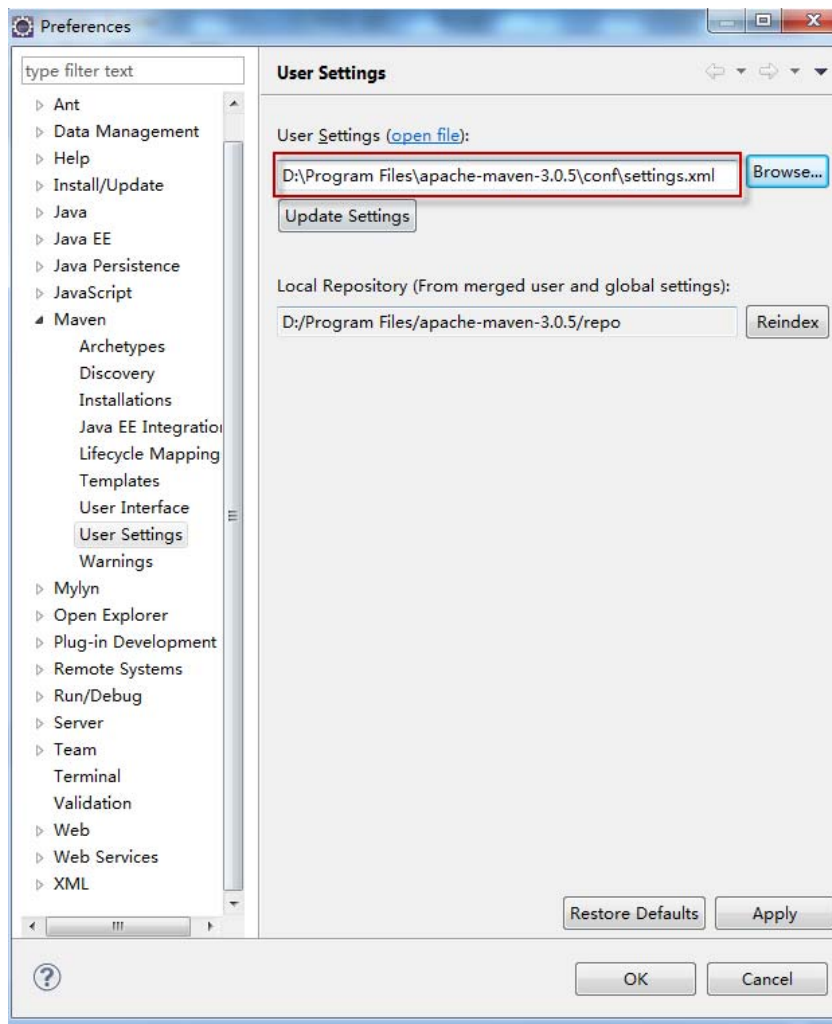 Preferences
type filter text
Ant
Data Management
Help
Install/Update
Java
Java EE
Java Persistence
JavaScript
Maven
Archetypes
Discovery
Installations
Java EE Integratio
Lifecycle Mapping
Templates
User Interface
User Settings
Warnings
Mylyn
Open Explorer
Plug-in Development
Remote Systems
Run/Debug
Server
Team
Terminal
Validation
Web
Web Services
XML
User Settings
User Settings (open file):
D:\Program Files\apache-maven-3.0.5\conf\settings.xml
Browse...
Update Settings
Local Repository (From merged user and global settings):
D:/Program Files/apache-maven-3.0.5/repo
Reindex
Restore Defaults
Apply
OK
Cancel